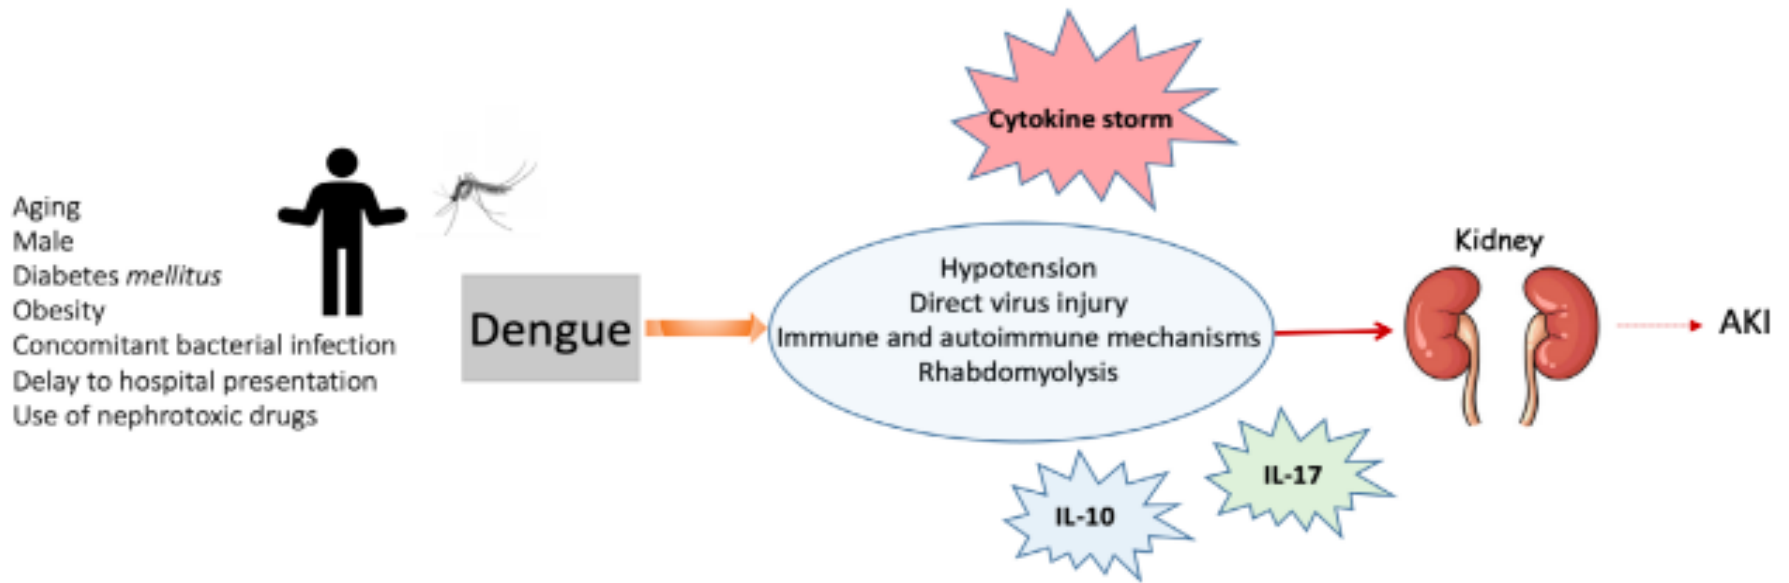 Aging
Male
Diabetes mellitus
Obesity
Concomitant bacterial infection
Delay to hospital presentation
Use of nephrotoxic drugs
Dengue
Cytokine storm
Hypotension
Direct virus injury
Immune and autoimmune mechanisms
Rhabdomyolysis
IL-10
IL-17
Kidney
AKI